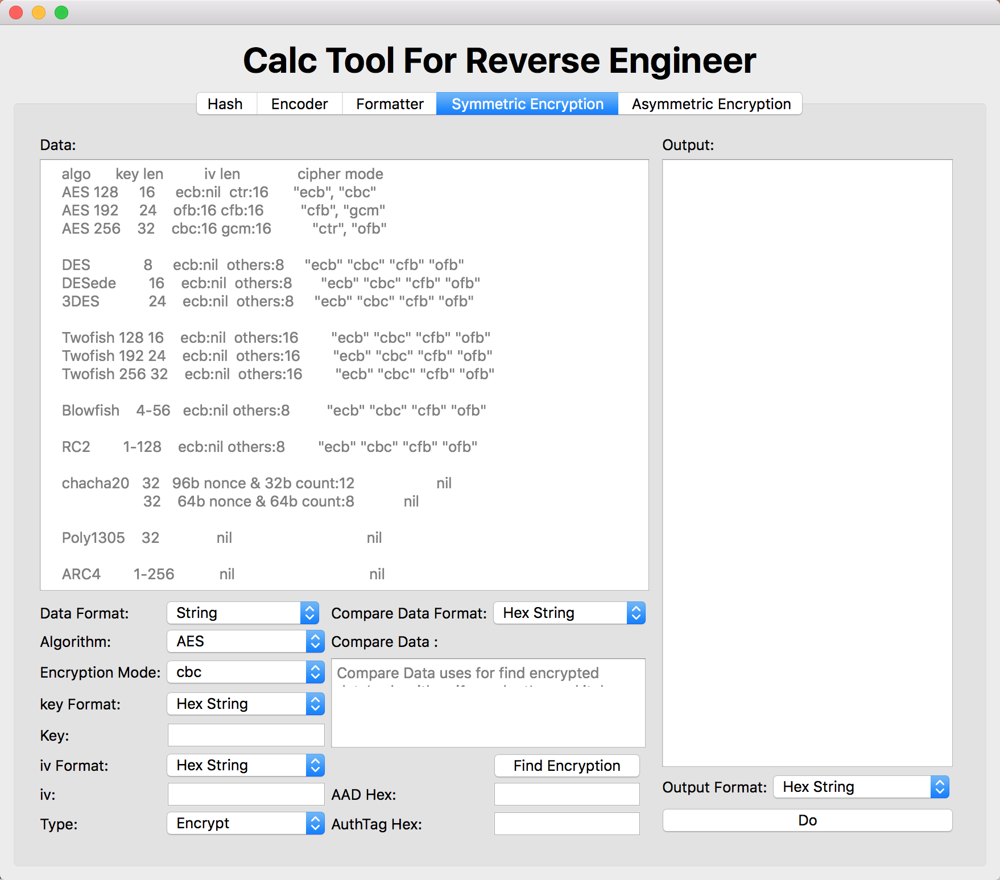 Calc Tool For Reverse Engineer
Hash Encoder Formatter Symmetric Encryption Asymmetric Encryption
Data:
algo key len iv len cipher mode
AES 128 16 ecb:nil ctr:16 "ecb", "cbc"
AES 192 24 ofb:16 cfb:16 "cfb", "gcm"
AES 256 32 cbc:16 gcm:16 "ctr", "ofb"
DES 8 ecb:nil others:8 "ecb" "cbc" "cfb" "ofb"
DESede 16 ecb:nil others:8 "ecb" "cbc" "cfb" "ofb"
3DES 24 ecb:nil others:8 "ecb" "cbc" "cfb" "ofb"
Twofish 128 16 ecb:nil others:16 "ecb" "cbc" "cfb" "ofb"
Twofish 192 24 ecb:nil others:16 "ecb" "cbc" "cfb" "ofb"
Twofish 256 32 ecb:nil others:16 "ecb" "cbc" "cfb" "ofb"
Blowfish 4-56 ecb:nil others:8 "ecb" "cbc" "cfb" "ofb"
RC2 1-128 ecb:nil others:8 "ecb" "cbc" "cfb" "ofb"
chacha20 32 96b nonce & 32b count:12 nil
32 64b nonce & 64b count:8 nil
Poly1305 32 nil nil
ARC4 1-256 nil nil
Data Format: String
Compare Data Format: Hex String
Algorithm: AES
Compare Data :
Encryption Mode: cbc
Compare Data uses for find encrypted
key Format: Hex String
Key:
iv Format: Hex String
Find Encryption
iv:
AAD Hex:
Type: Encrypt
AuthTag Hex:
Output:
Output Format: Hex String
Do